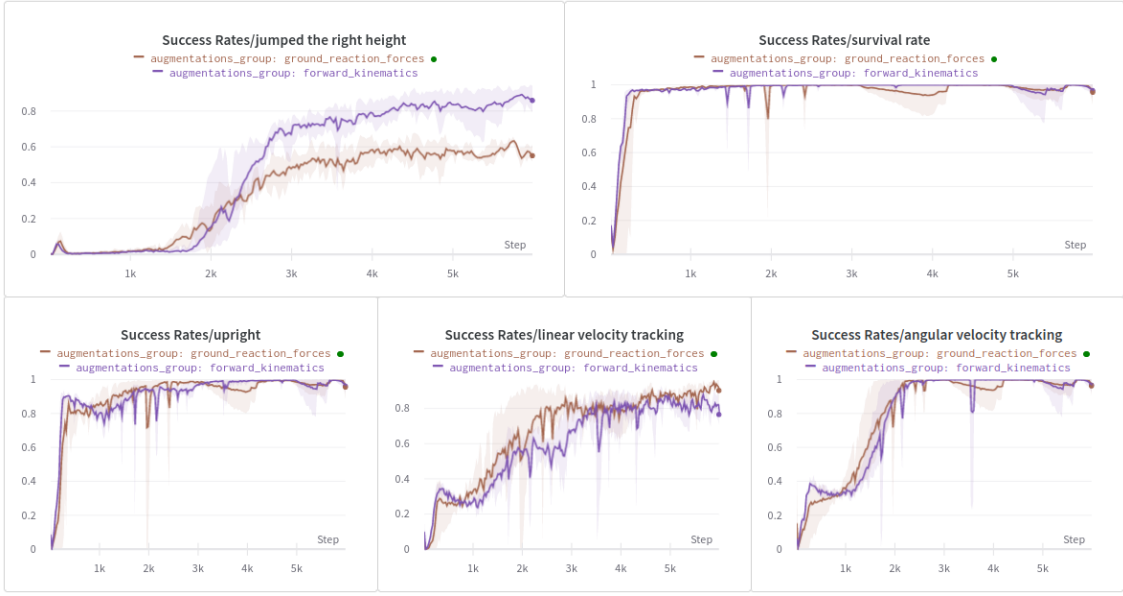 Success Rates/jumped the right height
augmentations_group: ground_reaction_forces
augmentations_group: forward_kinematics
0.8
0.6
0.4
0.2
0
Step
1k 2k 3k 4k 5k
Success Rates/survival rate
augmentations_group: ground_reaction_forces
augmentations_group: forward_kinematics
1
0.8
0.6
0.4
0.2
0
Step
1k 2k 3k 4k 5k
Success Rates/upright
augmentations_group: ground_reaction_forces
augmentations_group: forward_kinematics
1
0.8
0.6
0.4
0.2
0
Step
1k 2k 3k 4k 5k
Success Rates/linear velocity tracking
augmentations_group: ground_reaction_forces
augmentations_group: forward_kinematics
0.8
0.6
0.4
0.2
0
Step
1k 2k 3k 4k 5k
Success Rates/angular velocity tracking
augmentations_group: ground_reaction_forces
augmentations_group: forward_kinematics
1
0.8
0.6
0.4
0.2
0
Step
1k 2k 3k 4k 5k